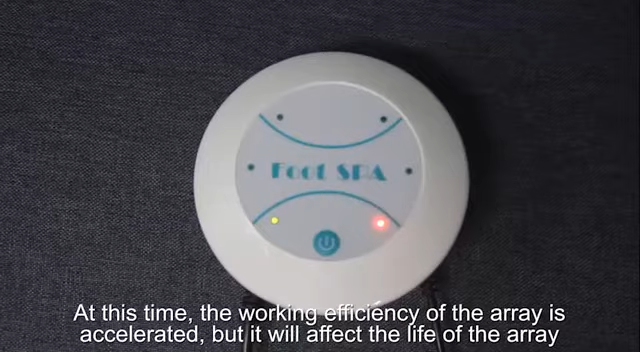 Foot SPA
At this time, the working efficiency of the array is
accelerated, but it will affect the life of the array